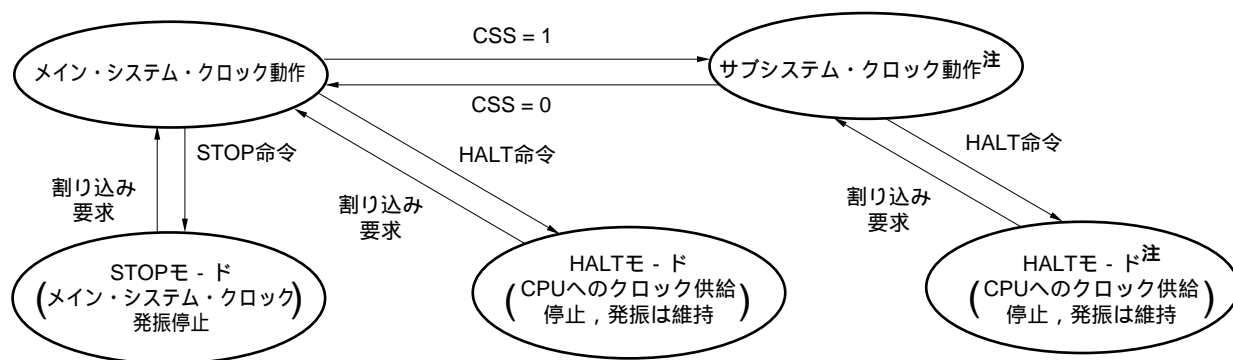 CSS = 1
メイン・システム・クロック動作
サブシステム・クロック動作注
CSS = 0
STOP命令
HALT命令
HALT命令
割り込み
要求
割り込み
要求
割り込み
要求
STOPモ - ド
(メイン・システム・クロック)
発振停止
HALTモ - ド
(CPUへのクロック供給
停止，発振は維持)
HALTモ - ド注
(CPUへのクロック供給
停止，発振は維持)